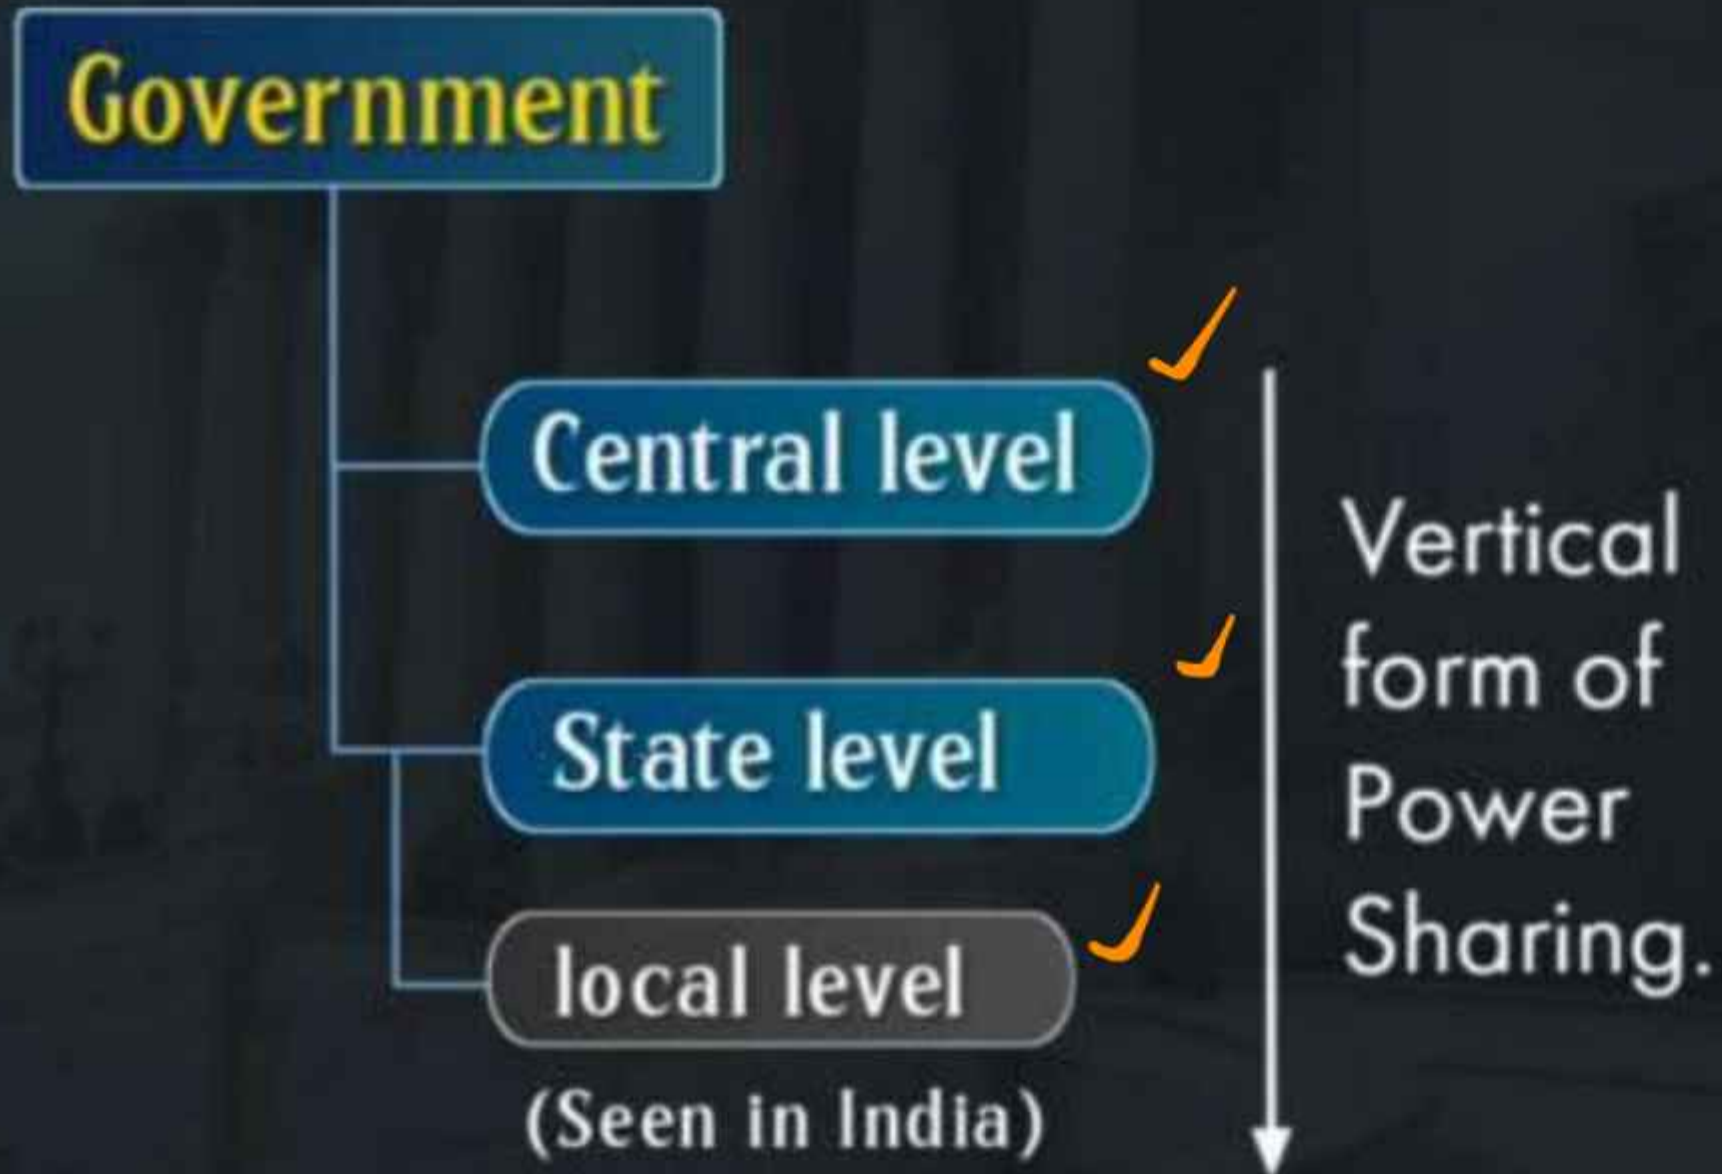 Government
Central level
State level
local level
(Seen in India)
Vertical
form of
Power
Sharing.